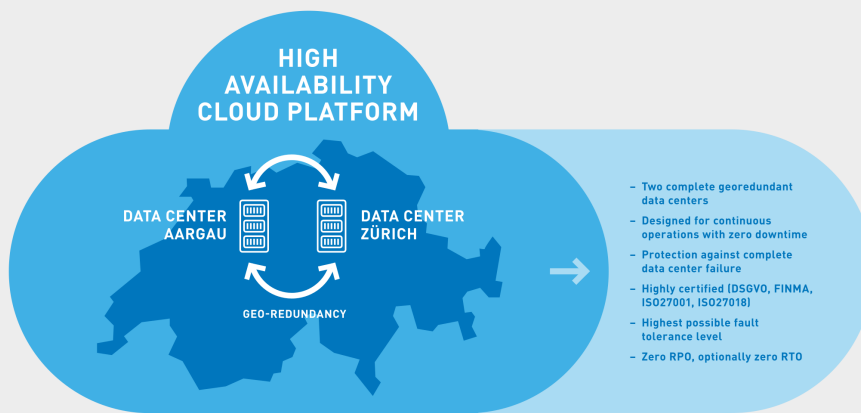 HIGH
AVAILABILITY
CLOUD PLATFORM
DATA CENTER
AARGAU
DATA CENTER
ZÜRICH
GEO-REDUNDANCY
– Two complete georedundant
data centers
– Designed for continuous
operations with zero downtime
– Protection against complete
data center failure
– Highly certified (DSGVO, FINMA,
ISO27001, ISO27018)
– Highest possible fault
tolerance level
– Zero RPO, optionally zero RTO